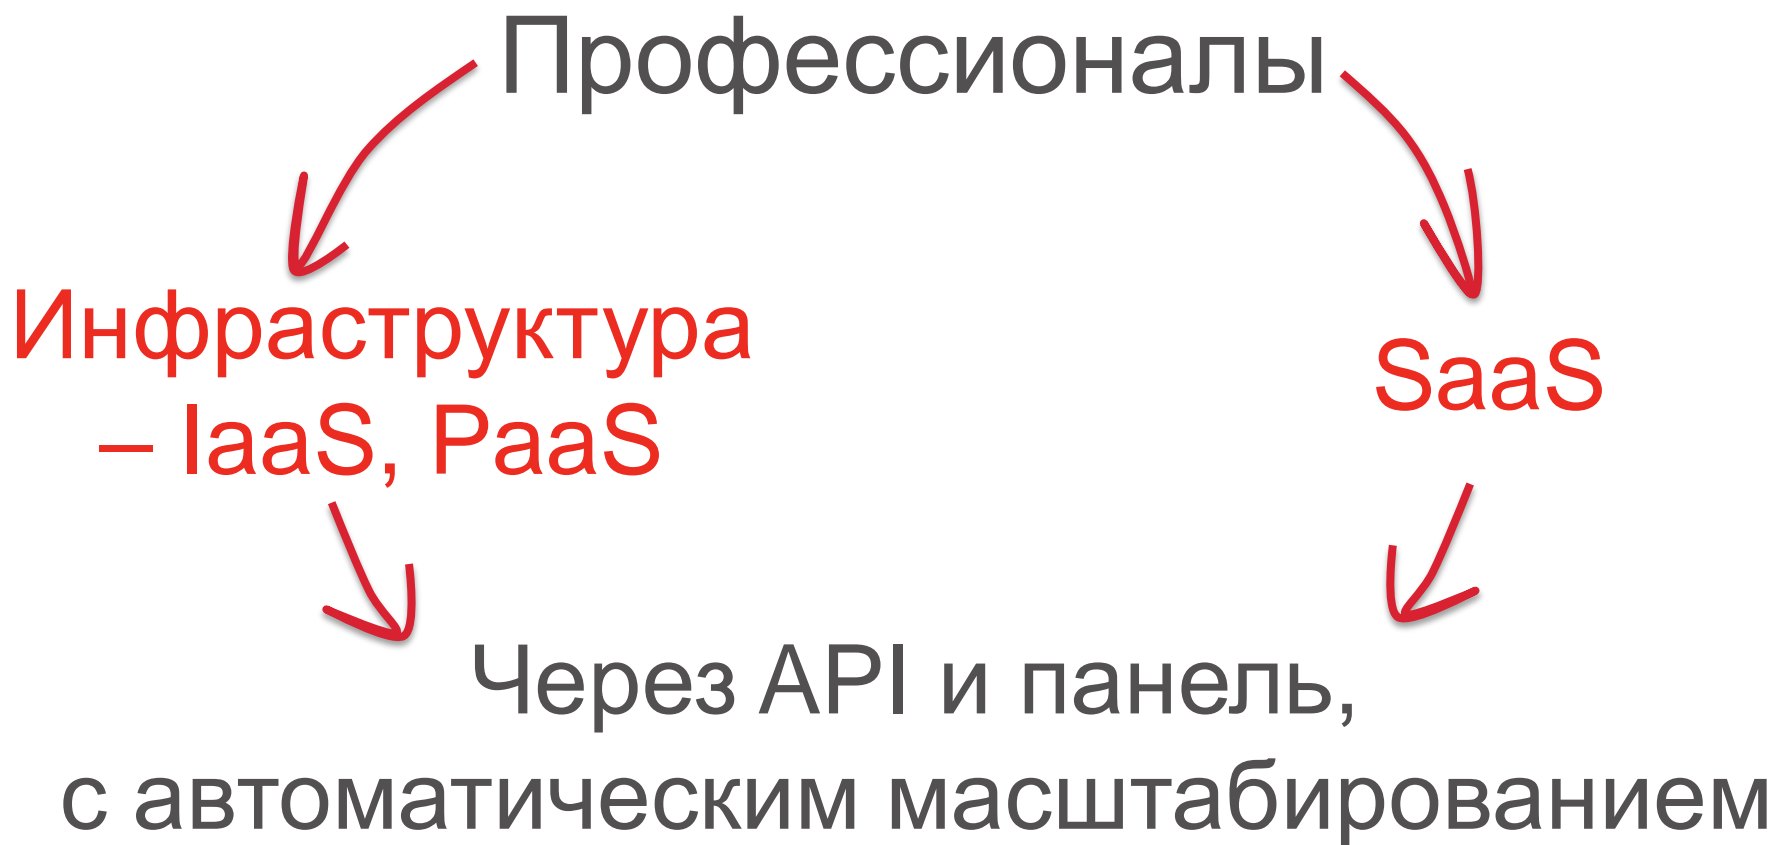 Профессионалы
Инфраструктура
– IaaS, PaaS
SaaS
Через API и панель,
с автоматическим масштабированием